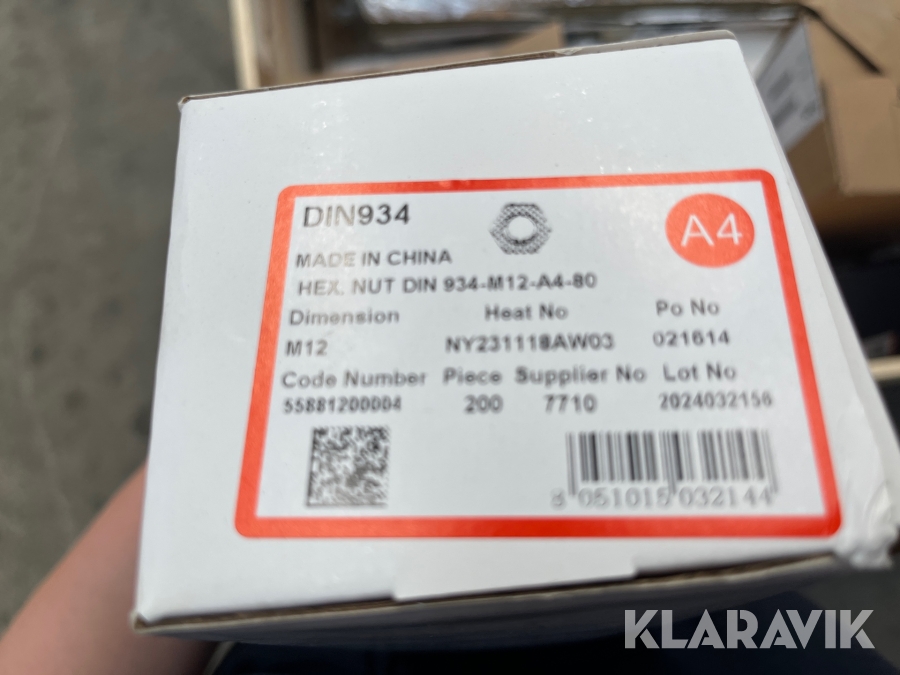 DIN934
A4
MADE IN CHINA
HEX. NUT DIN 934-M12-A4-80
Dimension Heat No Po No
M12 NY231118AW03 021614
Code Number Piece Supplier No Lot No
55881200004 200 7710 2024032156
8 051015 032144
KLARAVIK